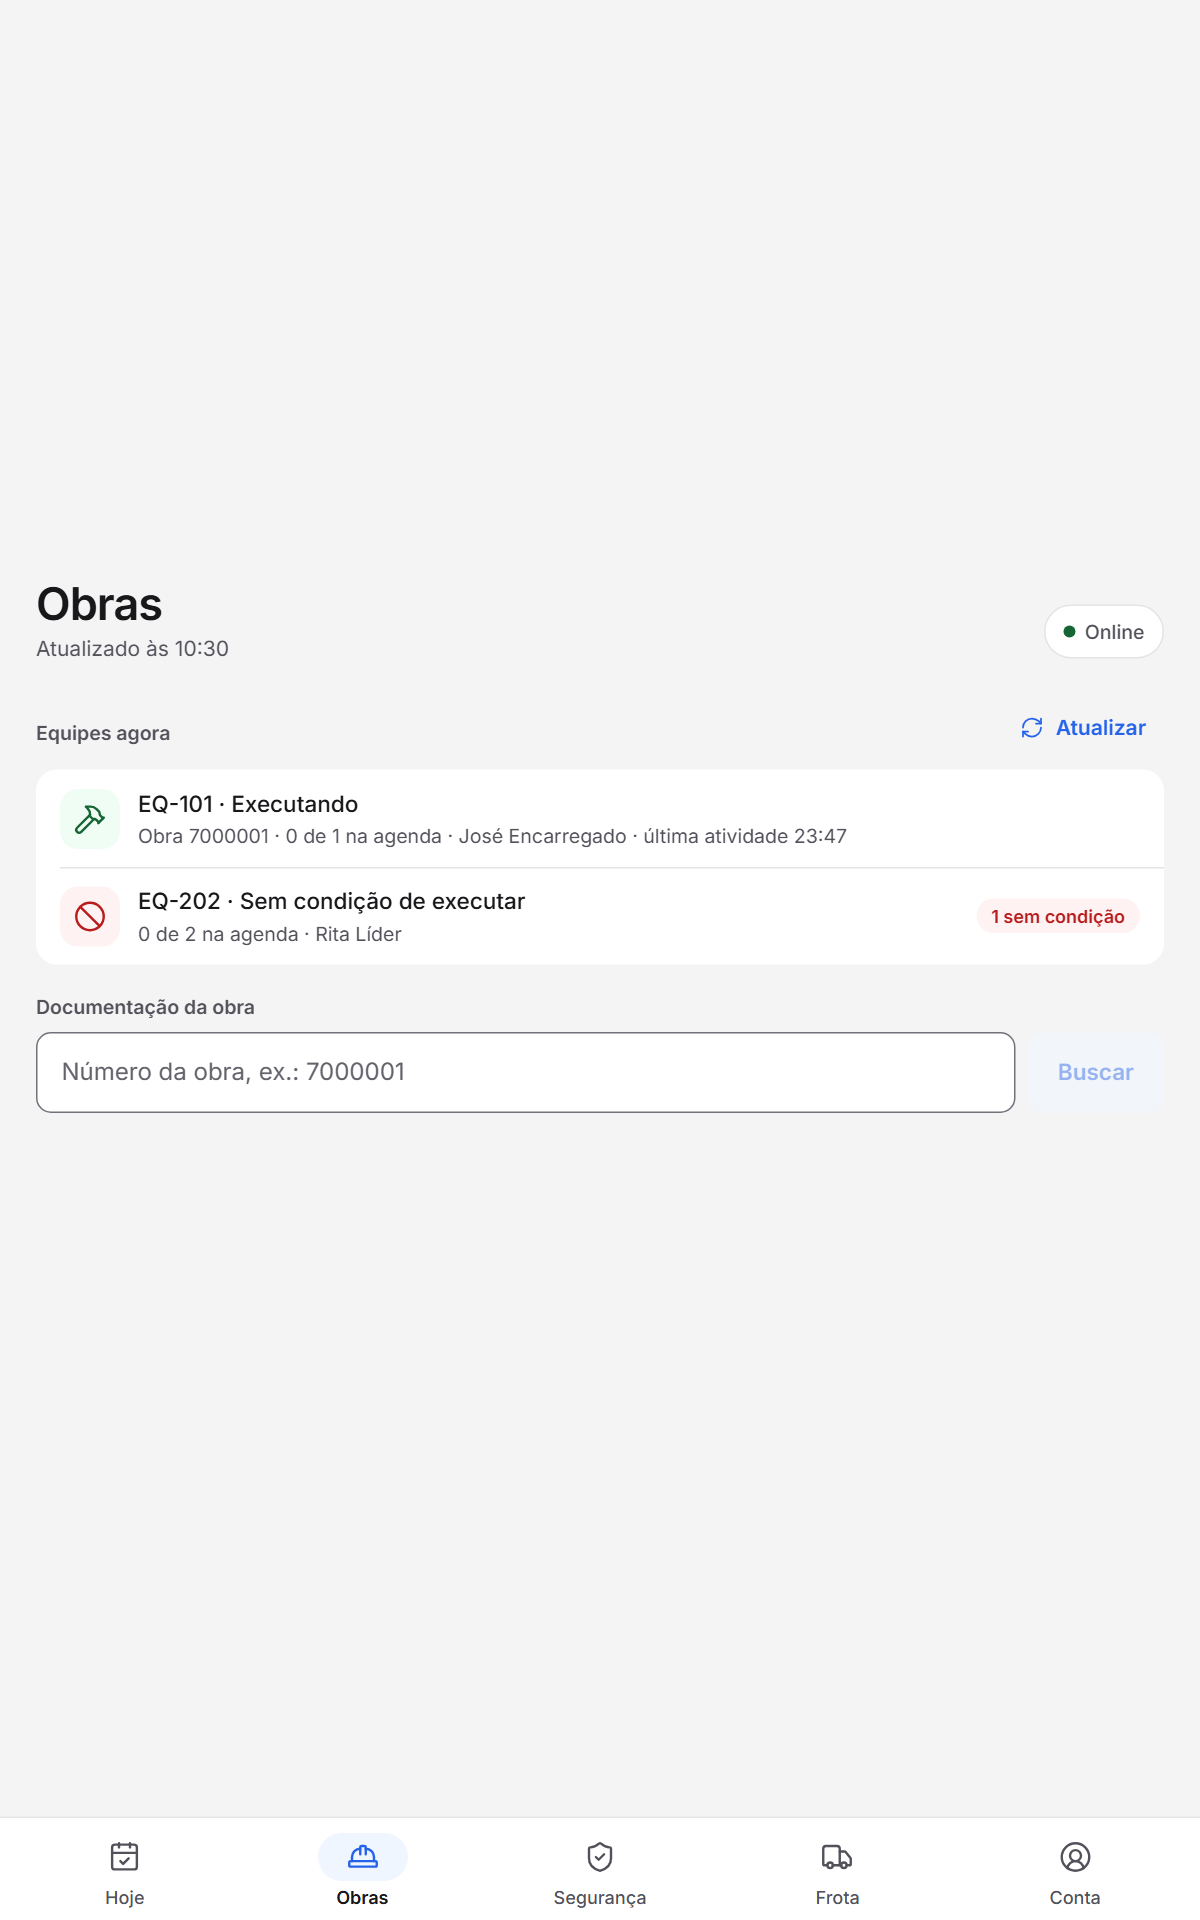 Obras
Atualizado às 10:30
Online
Equipes agora
Atualizar
EQ-101 · Executando
Obra 7000001 · 0 de 1 na agenda · José Encarregado · última atividade 23:47
EQ-202 · Sem condição de executar
0 de 2 na agenda · Rita Líder
1 sem condição
Documentação da obra
Número da obra, ex.: 7000001
Buscar
Hoje
Obras
Segurança
Frota
Conta